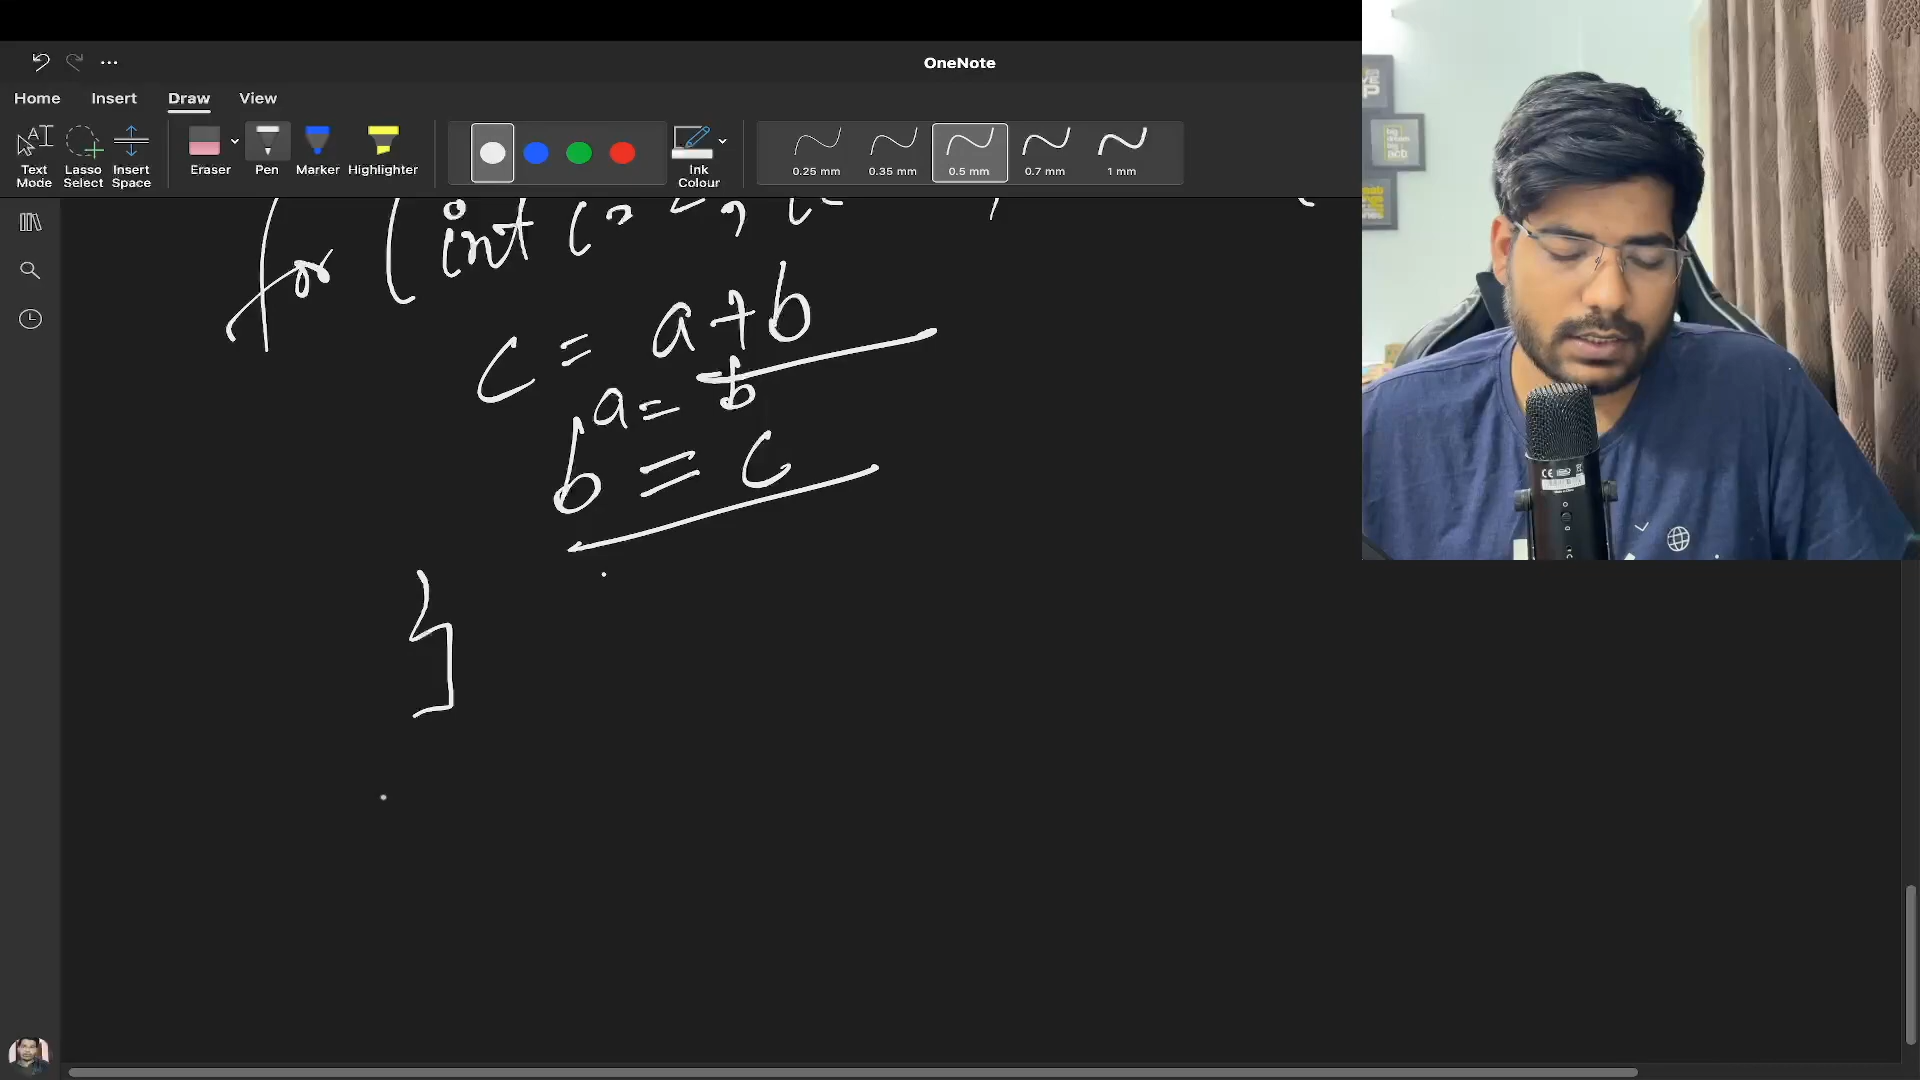 OneNote
Home Insert Draw View
Text Mode Lasso Select Insert Space Eraser Pen Marker Highlighter Ink Colour 0.25 mm 0.35 mm 0.5 mm 0.7 mm 1 mm
for ( int i
c = a+b
a = b
b = c
}